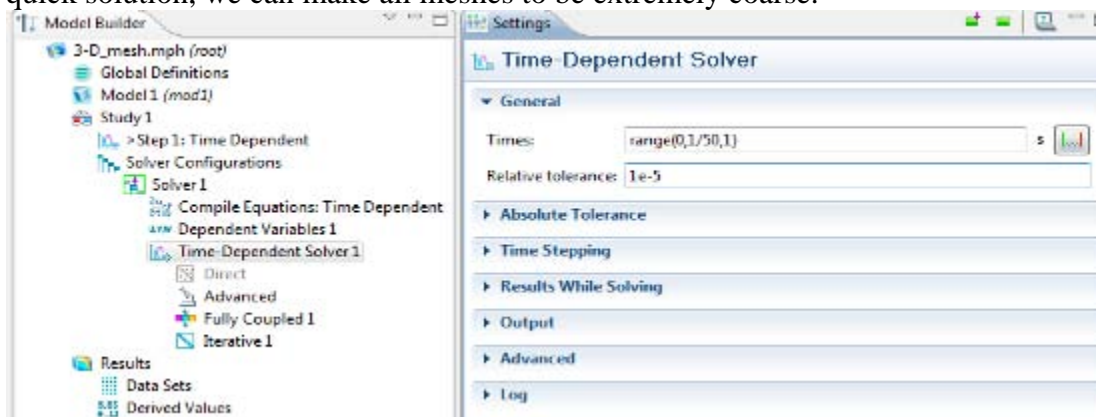 quick solution, we can make all meshes to be extremely coarse.
Model Builder
3-D_mesh.mph (root)
Global Definitions
Model 1 (mod1)
Study 1
>Step 1: Time Dependent
Solver Configurations
Solver 1
Compile Equations: Time Dependent
Dependent Variables 1
Time-Dependent Solver 1
Direct
Advanced
Fully Coupled 1
Iterative 1
Results
Data Sets
Derived Values
Settings
Time-Dependent Solver
General
Times: range(0,1/50,1) s
Relative tolerance: 1e-5
Absolute Tolerance
Time Stepping
Results While Solving
Output
Advanced
Log